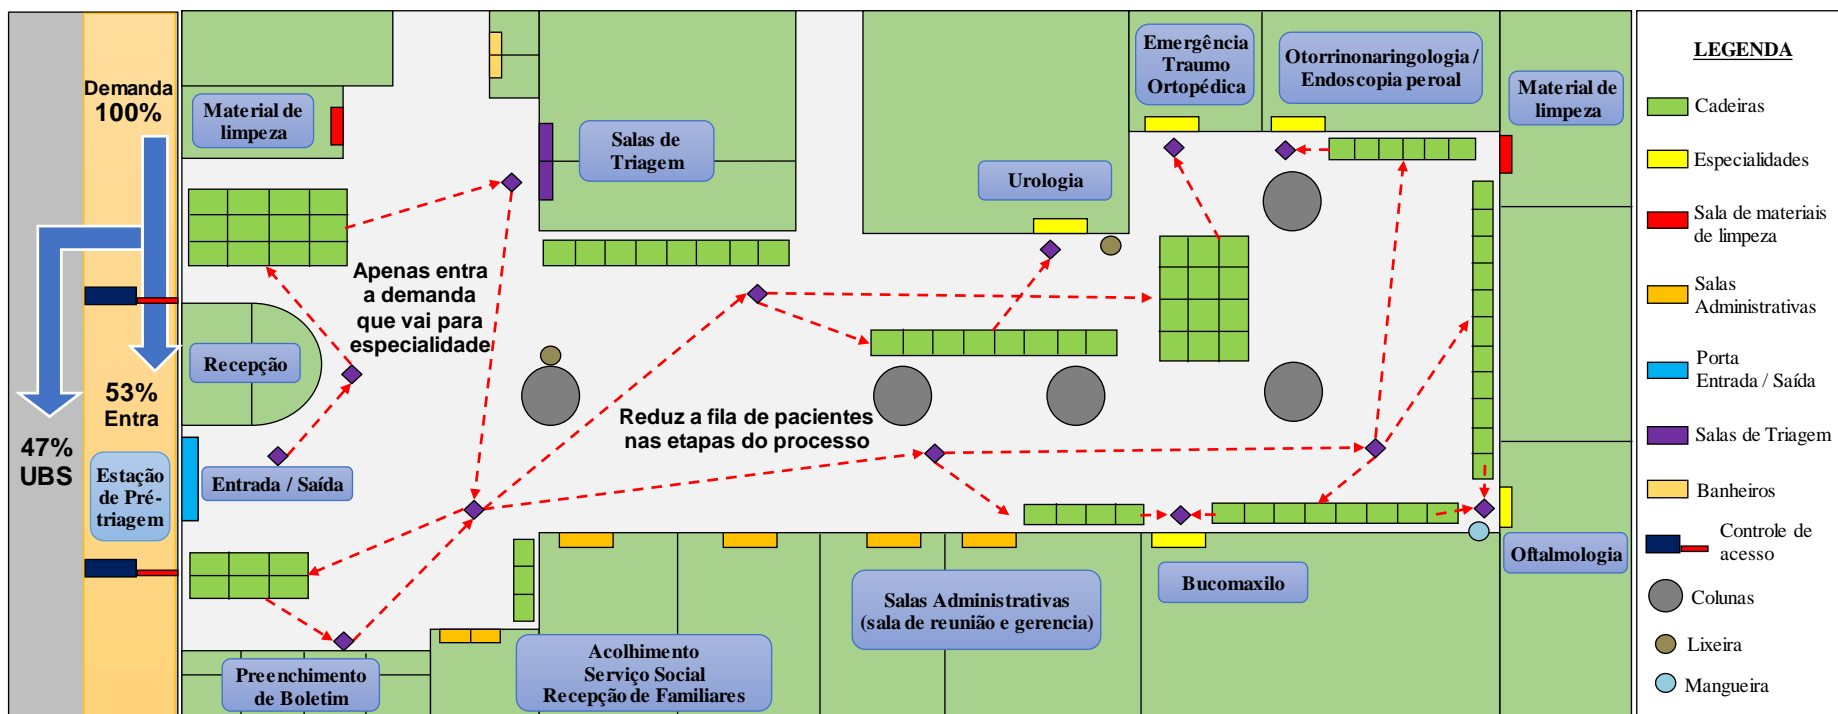 Demanda
100%
53%
Entra
47%
UBS
Estação
de Pré-
triagem
Material de
limpeza
Recepção
Entrada / Saída
Preenchimento
de Boletim
Apenas entra
a demanda
que vai para
especialidade
Salas de
Triagem
Reduz a fila de pacientes
nas etapas do processo
Urologia
Emergência
Traumo
Ortopédica
Otorrinonaringologia /
Endoscopia peroal
Material de
limpeza
Acolhimento
Serviço Social
Recepção de Familiares
Salas Administrativas
(sala de reunião e gerencia)
Bucomaxilo
Oftalmologia
LEGENDA
Cadeiras
Especialidades
Sala de materiais
de limpeza
Salas
Administrativas
Porta
Entrada / Saída
Salas de Triagem
Banheiros
Controle de
acesso
Colunas
Lixeira
Mangueira